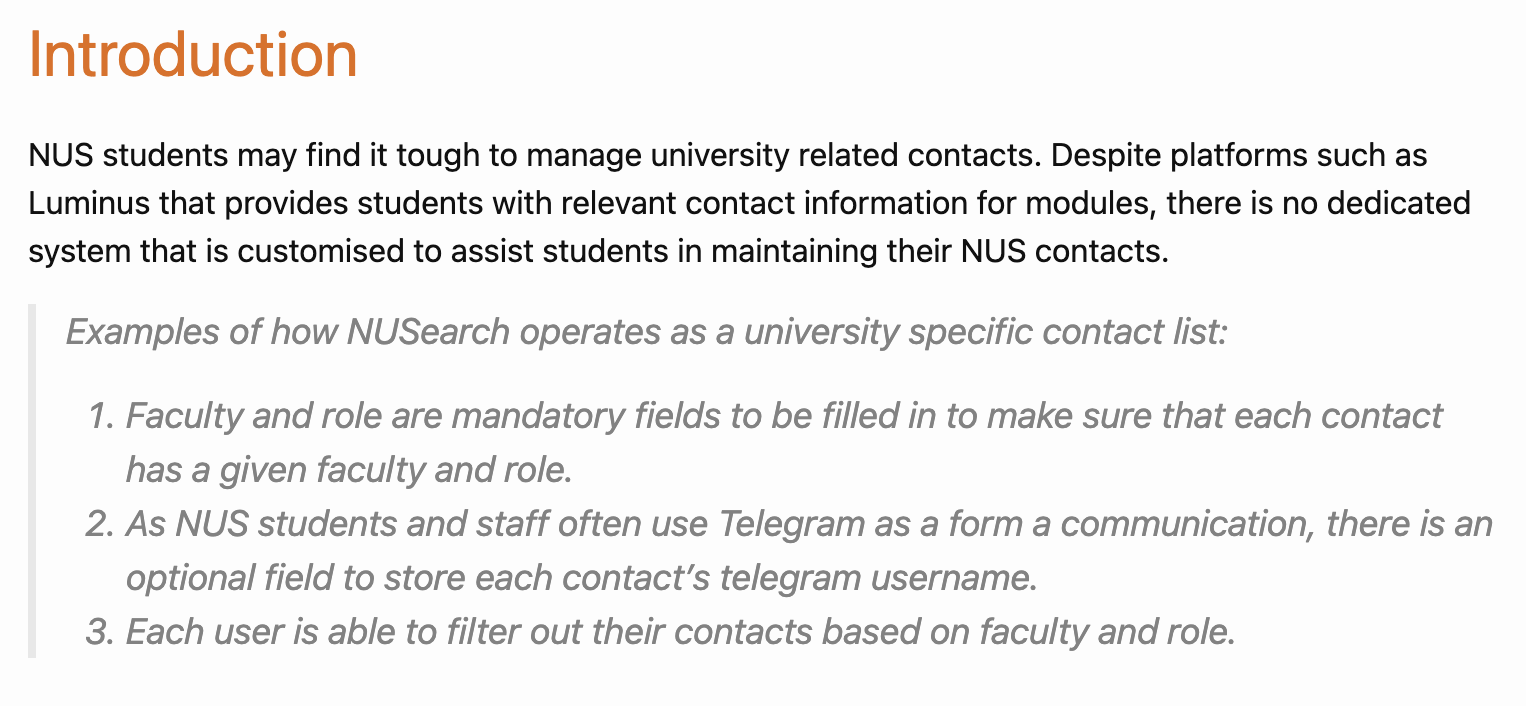 Introduction
NUS students may find it tough to manage university related contacts. Despite platforms such as
Luminus that provides students with relevant contact information for modules, there is no dedicated
system that is customised to assist students in maintaining their NUS contacts.
Examples of how NUSearch operates as a university specific contact list:
1. Faculty and role are mandatory fields to be filled in to make sure that each contact
has a given faculty and role.
2. As NUS students and staff often use Telegram as a form a communication, there is an
optional field to store each contact’s telegram username.
3. Each user is able to filter out their contacts based on faculty and role.